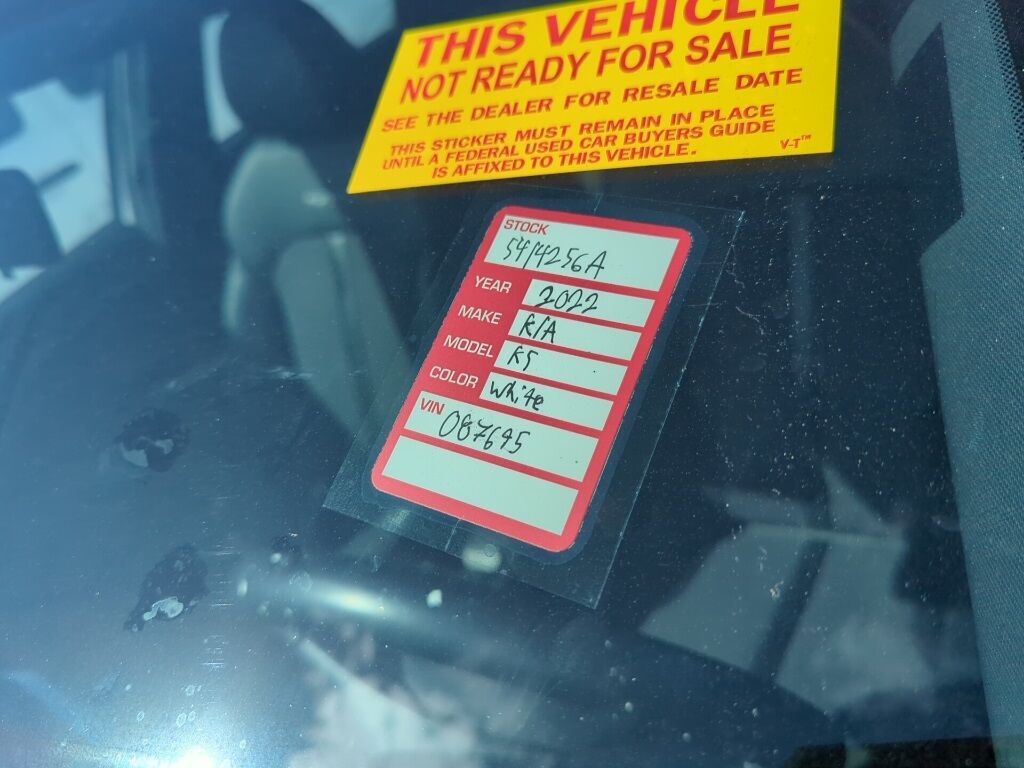 THIS VEHICLE
NOT READY FOR SALE
SEE THE DEALER FOR RESALE DATE
THIS STICKER MUST REMAIN IN PLACE
UNTIL A FEDERAL USED CAR BUYERS GUIDE
IS AFFIXED TO THIS VEHICLE.
V-T™
STOCK
5414256A
YEAR 2022
MAKE KIA
MODEL K5
COLOR White
VIN 087695